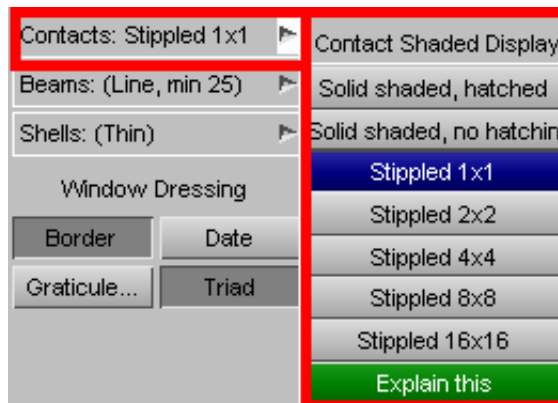 Contacts: Stippled 1x1
Beams: (Line, min 25)
Shells: (Thin)
Window Dressing
Border
Date
Graticule...
Triad
Contact Shaded Display
Solid shaded, hatched
Solid shaded, no hatchin
Stippled 1x1
Stippled 2x2
Stippled 4x4
Stippled 8x8
Stippled 16x16
Explain this